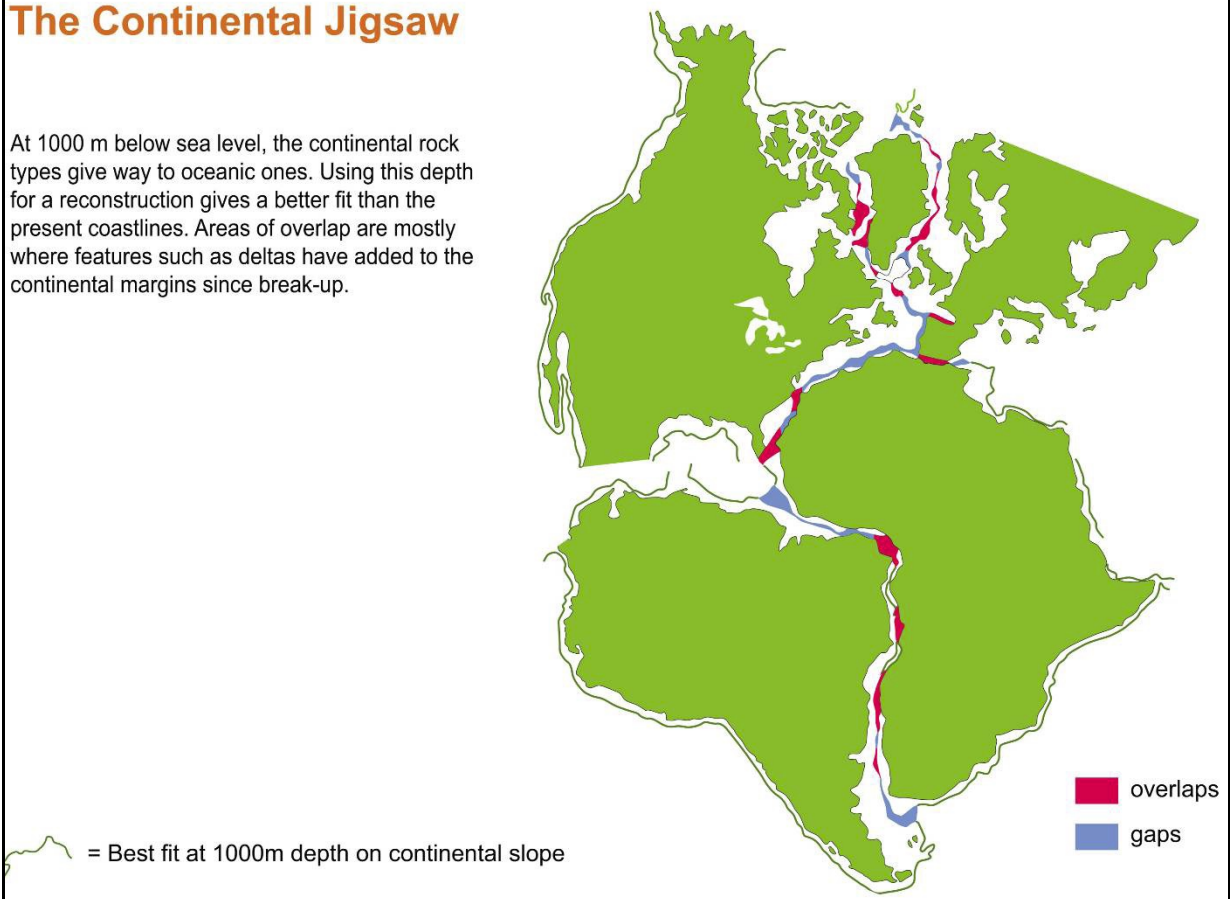 The Continental Jigsaw
At 1000 m below sea level, the continental rock
types give way to oceanic ones. Using this depth
for a reconstruction gives a better fit than the
present coastlines. Areas of overlap are mostly
where features such as deltas have added to the
continental margins since break-up.
overlaps
gaps
= Best fit at 1000m depth on continental slope